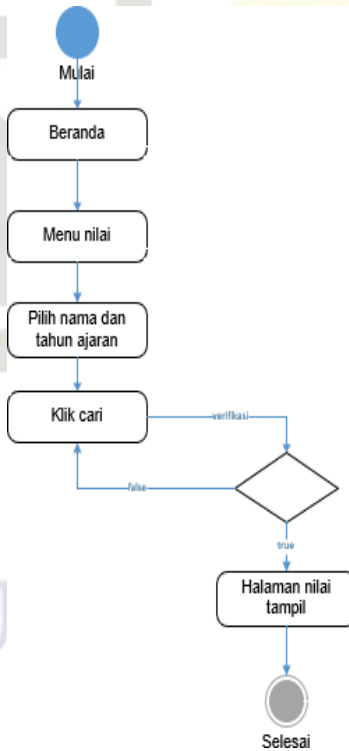 Mulai
Beranda
Menu nilai
Pilih nama dan
tahun ajaran
Klik cari
verifikasi
false
true
Halaman nilai
tampil
Selesai